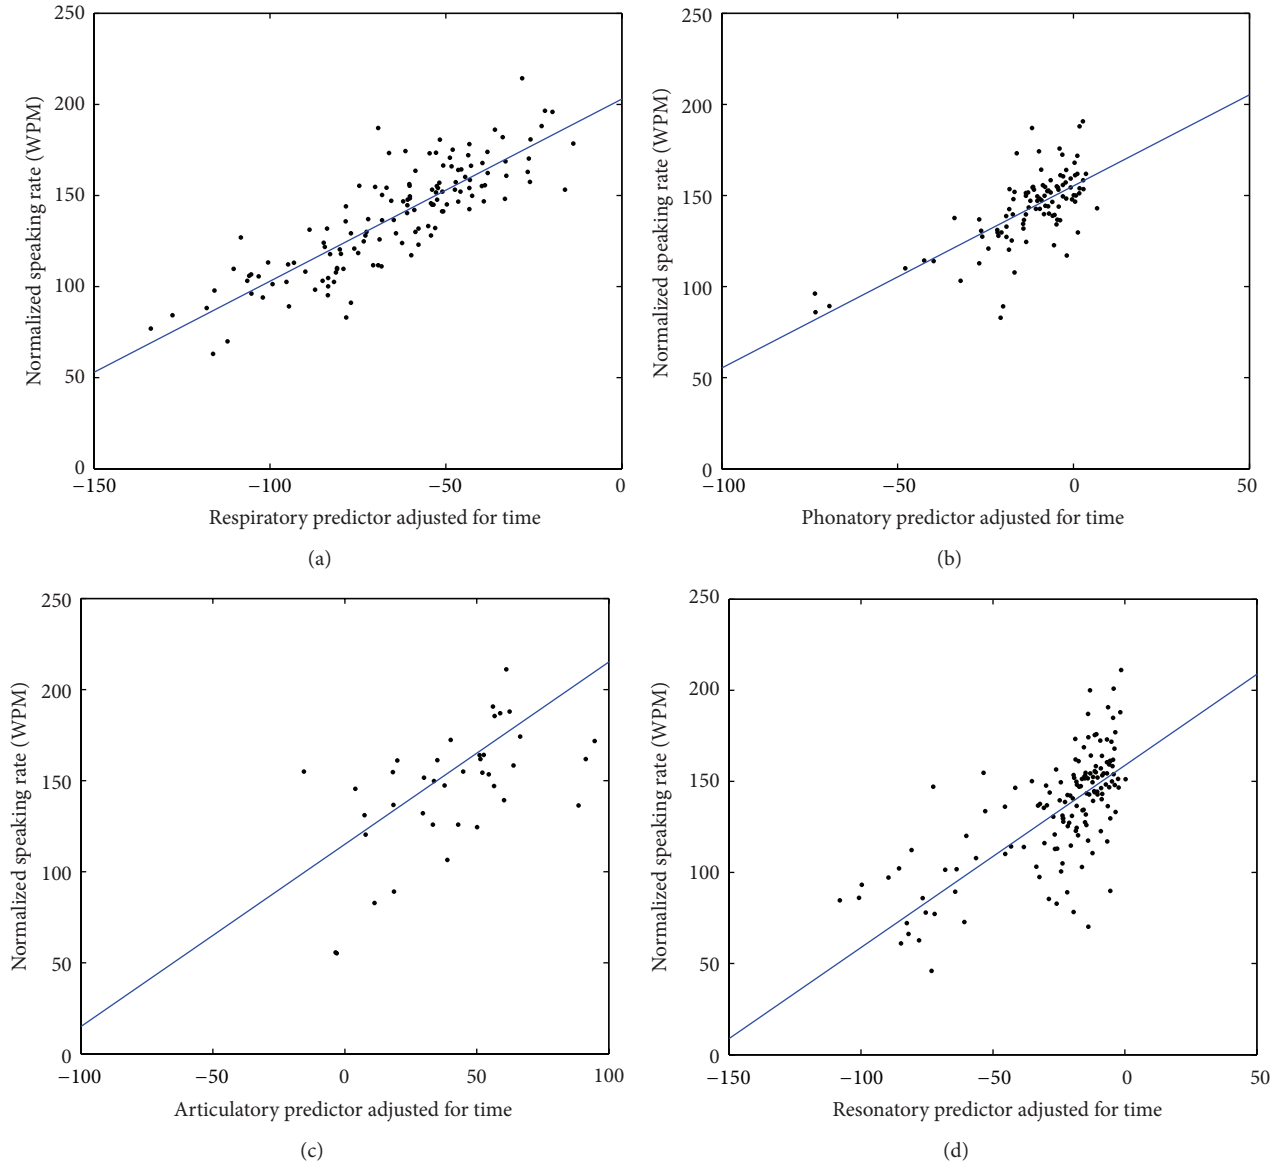 250
200
150
100
50
0
Normalized speaking rate (WPM)
−150 −100 −50 0
Respiratory predictor adjusted for time
(a)
250
200
150
100
50
0
Normalized speaking rate (WPM)
−100 −50 0 50
Phonatory predictor adjusted for time
(b)
250
200
150
100
50
0
Normalized speaking rate (WPM)
−100 −50 0 50 100
Articulatory predictor adjusted for time
(c)
250
200
150
100
50
0
Normalized speaking rate (WPM)
−150 −100 −50 0 50
Resonatory predictor adjusted for time
(d)